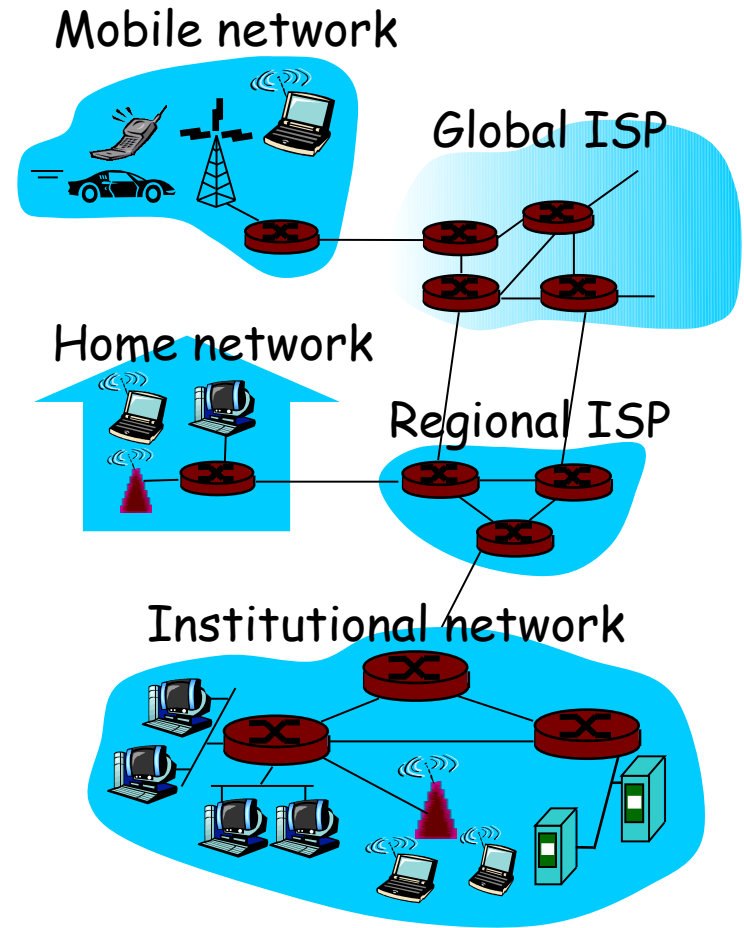 Mobile network
Global ISP
Home network
Regional ISP
Institutional network